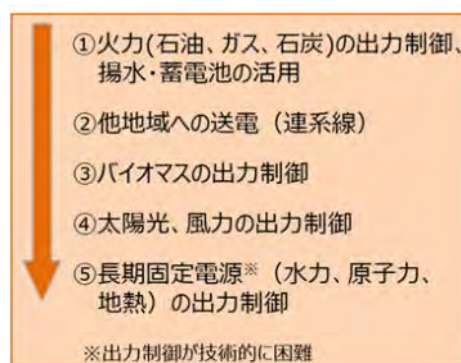 ①火力(石油、ガス、石炭)の出力制御、
揚水・蓄電池の活用
②他地域への送電（連系線）
③バイオマスの出力制御
④太陽光、風力の出力制御
⑤長期固定電源※（水力、原子力、
地熱）の出力制御
※出力制御が技術的に困難